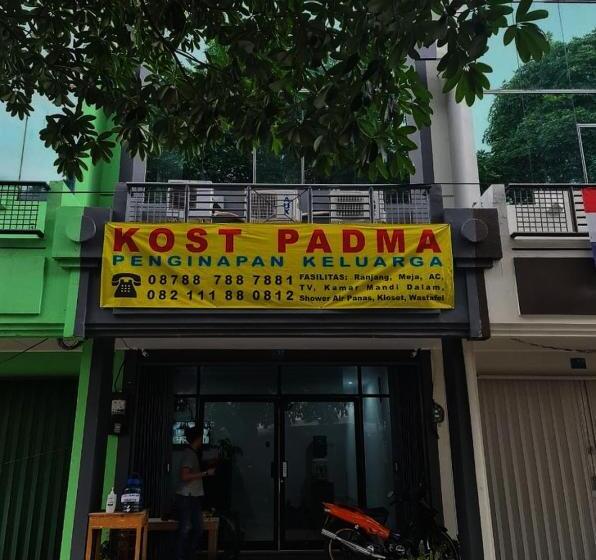 KOST PADMA
PENGINAPAN KELUARGA
08788 788 7881
082 111 88 0812
FASILITAS: Ranjang, Meja, AC,
TV, Kamar Mandi Dalam,
Shower Air Panas, Kloset, Wastafel